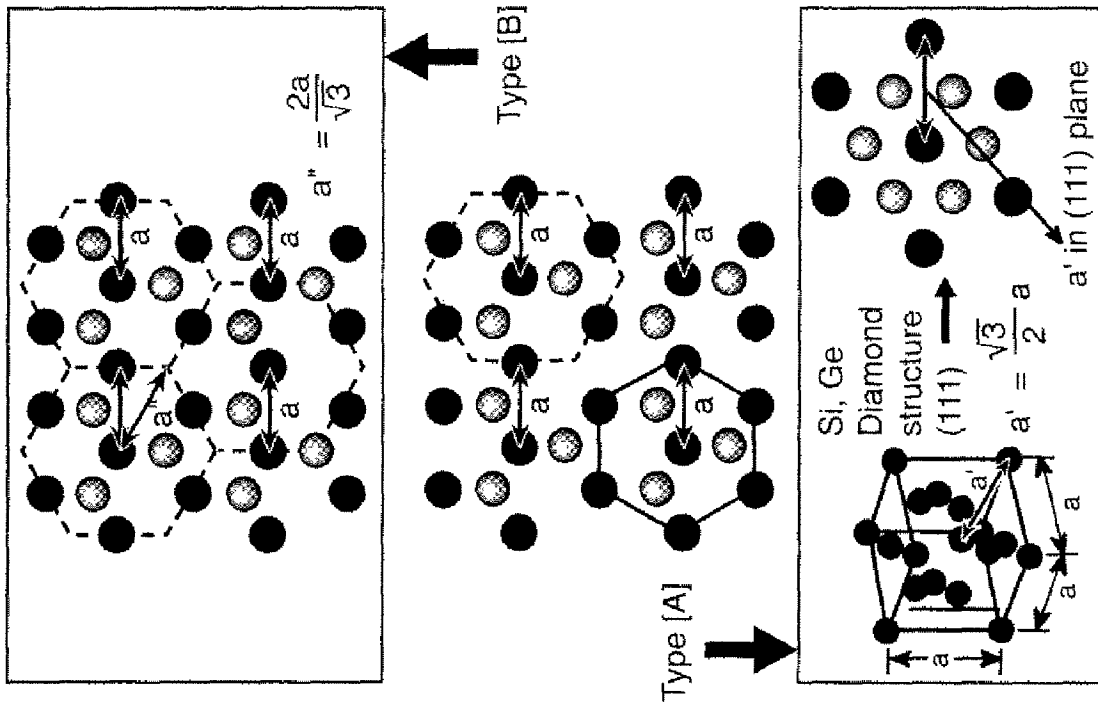 a"
a
a
a
a" = 2a/√3
Type [B]
a
a
a
Type [A]
a
a
a
a'
Si, Ge
Diamond
structure
(111)
a' = √3/2 a
a' in (111) plane